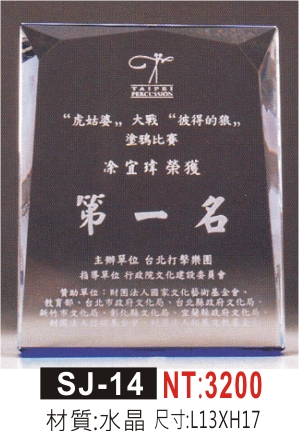 TAIPEI
PERCUSSION
“虎姑婆„ 大戰 “彼得的狼„
塗鴉比賽
涂宜瑋 榮獲
第一名
主辦單位 台北打擊樂團
指導單位 行政院文化建設委員會
贊助單位：財團法人國家文化藝術基金會、
教育部、台北市政府文化局、台北縣政府文化局、
新竹市文化局、彰化縣文化局、宜蘭縣政府文化局、
SJ-14 NT:3200
材質:水晶 尺寸:L13XH17